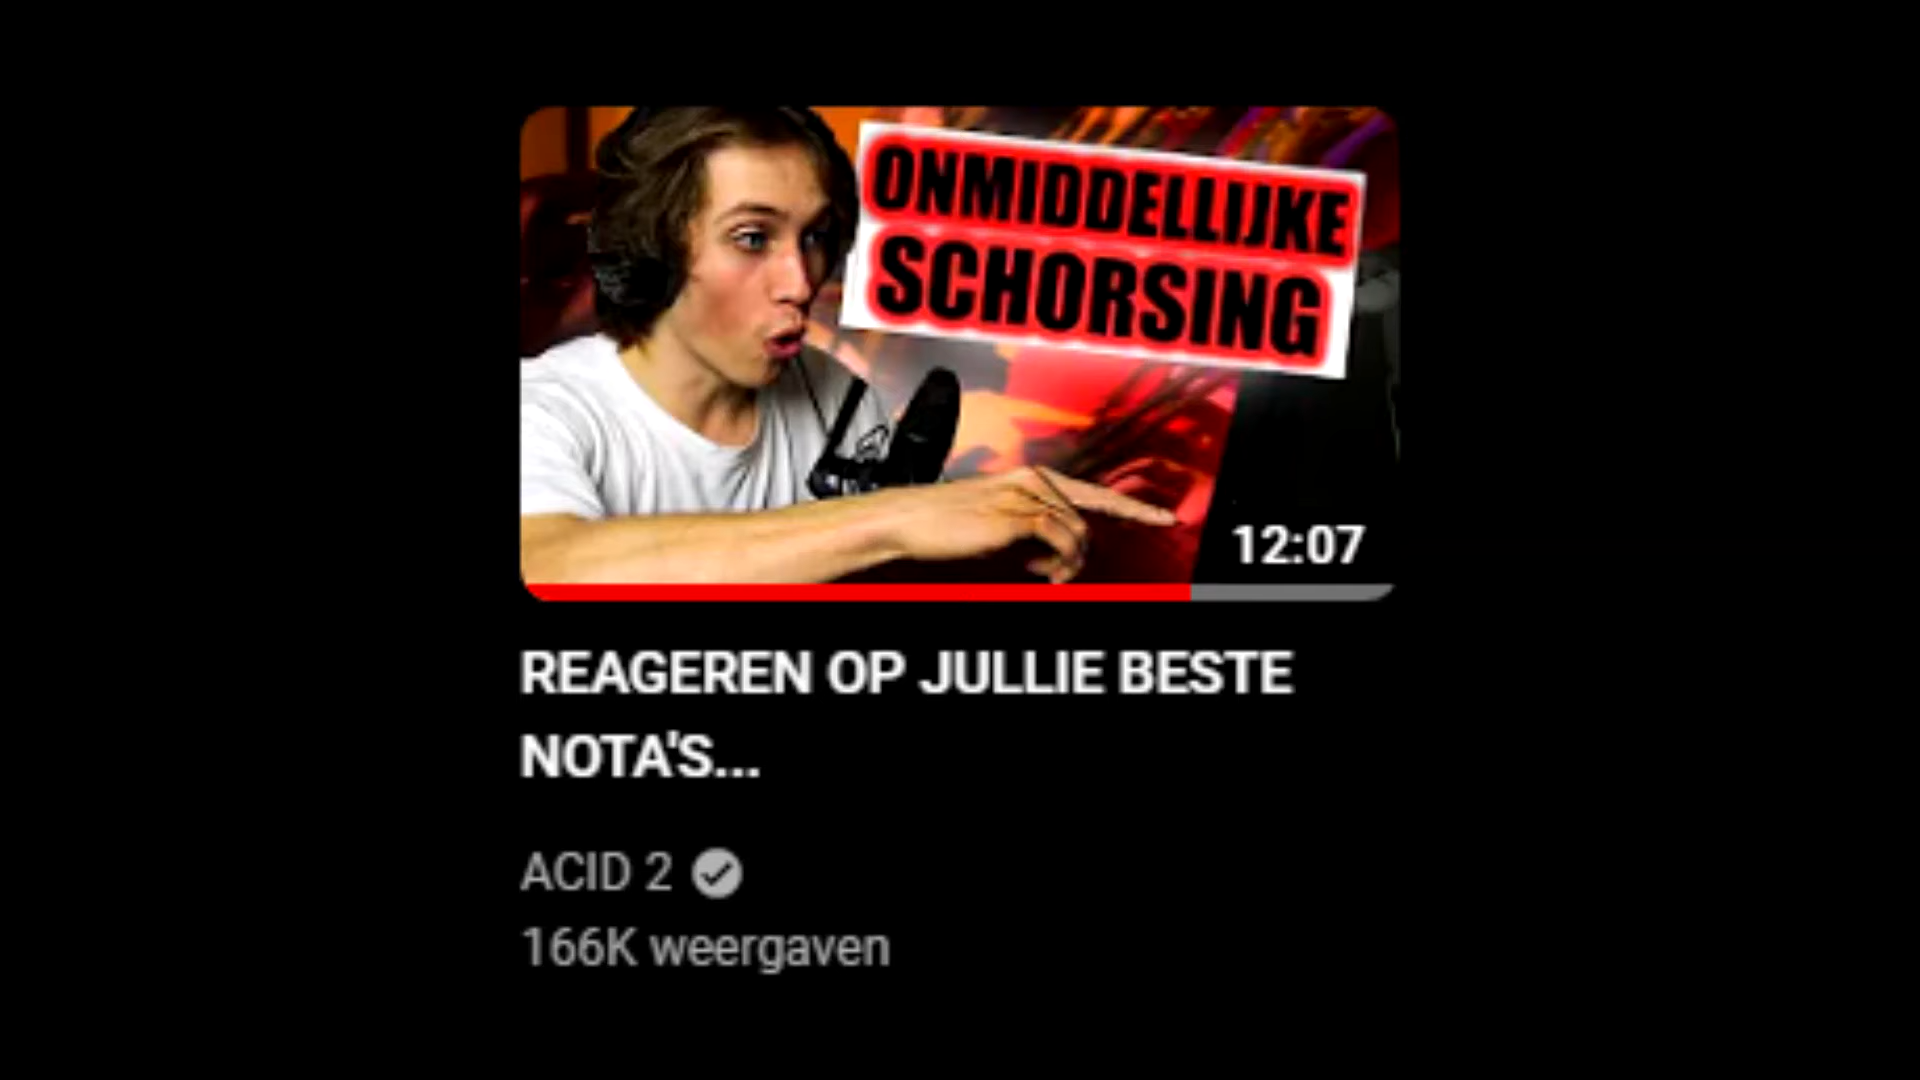 ONMIDDELLIJKE
SCHORSING
12:07
REAGEREN OP JULLIE BESTE
NOTA'S...
ACID 2
166K weergaven